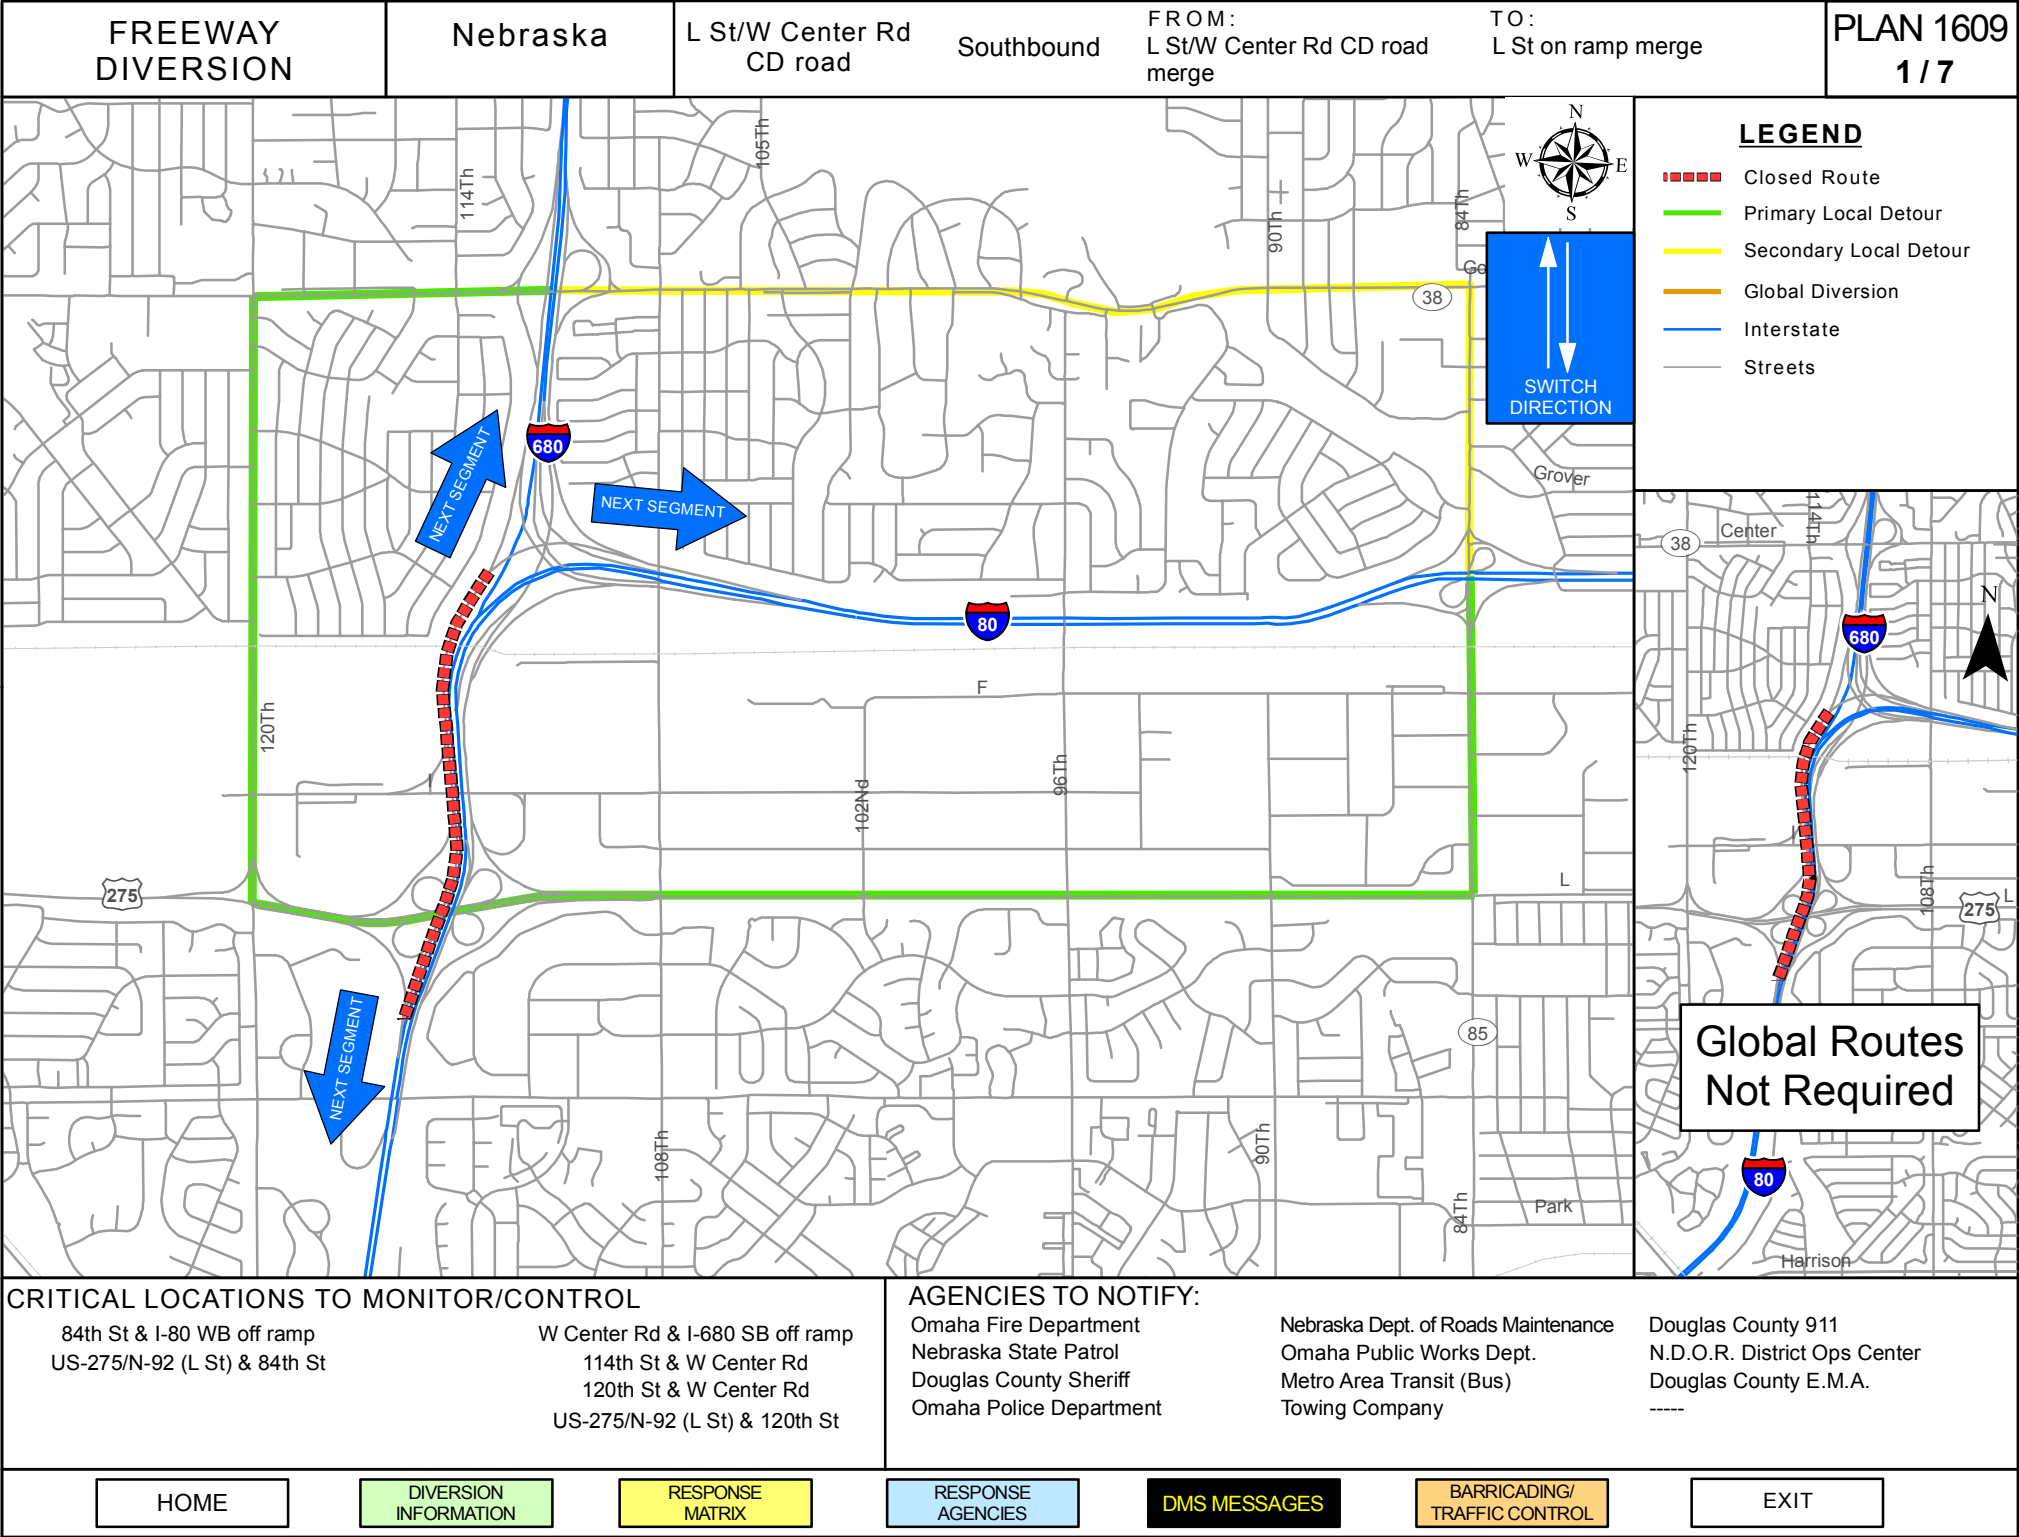 FREEWAY
DIVERSION
Nebraska
L St/W Center Rd
CD road
Southbound
FROM:
L St/W Center Rd CD road
merge
TO:
L St on ramp merge
PLAN 1609
1 / 7
114Th
105Th
90Th
84Th
Go
38
N
W
E
S
SWITCH
DIRECTION
680
NEXT SEGMENT
NEXT SEGMENT
Grover
80
F
120Th
I
102Nd
96Th
275
L
NEXT SEGMENT
85
108Th
90Th
84Th
Park
LEGEND
Closed Route
Primary Local Detour
Secondary Local Detour
Global Diversion
Interstate
Streets
114Th
38
Center
N
680
120Th
I
108Th
275
L
Global Routes
Not Required
80
Harrison
CRITICAL LOCATIONS TO MONITOR/CONTROL
84th St & I-80 WB off ramp
US-275/N-92 (L St) & 84th St
W Center Rd & I-680 SB off ramp
114th St & W Center Rd
120th St & W Center Rd
US-275/N-92 (L St) & 120th St
AGENCIES TO NOTIFY:
Omaha Fire Department
Nebraska State Patrol
Douglas County Sheriff
Omaha Police Department
Nebraska Dept. of Roads Maintenance
Omaha Public Works Dept.
Metro Area Transit (Bus)
Towing Company
Douglas County 911
N.D.O.R. District Ops Center
Douglas County E.M.A.
-----
HOME
DIVERSION
INFORMATION
RESPONSE
MATRIX
RESPONSE
AGENCIES
DMS MESSAGES
BARRICADING/
TRAFFIC CONTROL
EXIT